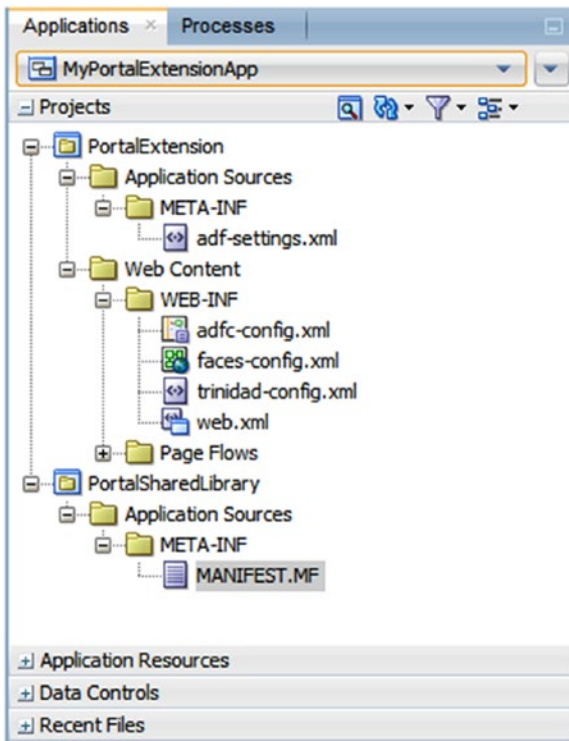 Applications Processes
MyPortalExtensionApp
Projects
PortalExtension
Application Sources
META-INF
adf-settings.xml
Web Content
WEB-INF
adfc-config.xml
faces-config.xml
trinidad-config.xml
web.xml
Page Flows
PortalSharedLibrary
Application Sources
META-INF
MANIFEST.MF
Application Resources
Data Controls
Recent Files